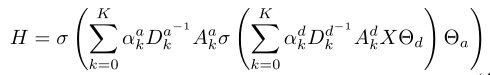 H = σ ( ∑_{k=0}^{K} α_k^a D_k^{a^{-1}} A_k^a σ ( ∑_{k=0}^{K} α_k^d D_k^{d^{-1}} A_k^d X Θ_d ) Θ_a )